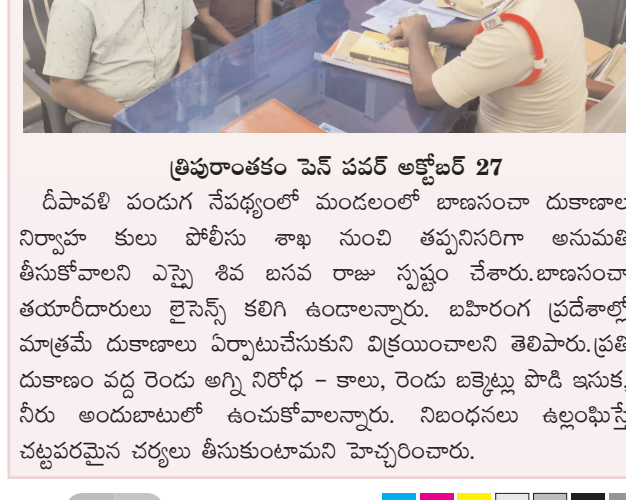 త్రిపురాంతకం పెన్ పవర్ అక్టోబర్ 27
దీపావళి పండుగ నేపథ్యంలో మండలంలో బాణసంచా దుకాణాల
నిర్వాహ కులు పోలీసు శాఖ నుంచి తప్పనిసరిగా అనుమతి
తీసుకోవాలని ఎస్సై శివ బసవ రాజు స్పష్టం చేశారు.బాణసంచా
తయారీదారులు లైసెన్స్ కలిగి ఉండాలన్నారు. బహిరంగ ప్రదేశాల్లో
మాత్రమే దుకాణాలు ఏర్పాటుచేసుకుని విక్రయించాలని తెలిపారు.ప్రతి
దుకాణం వద్ద రెండు అగ్ని నిరోధ – కాలు, రెండు బక్కెట్లు పొడి ఇసుక,
నీరు అందుబాటులో ఉంచుకోవాలన్నారు. నిబంధనలు ఉల్లంఘిస్తే
చట్టపరమైన చర్యలు తీసుకుంటామని హెచ్చరించారు.